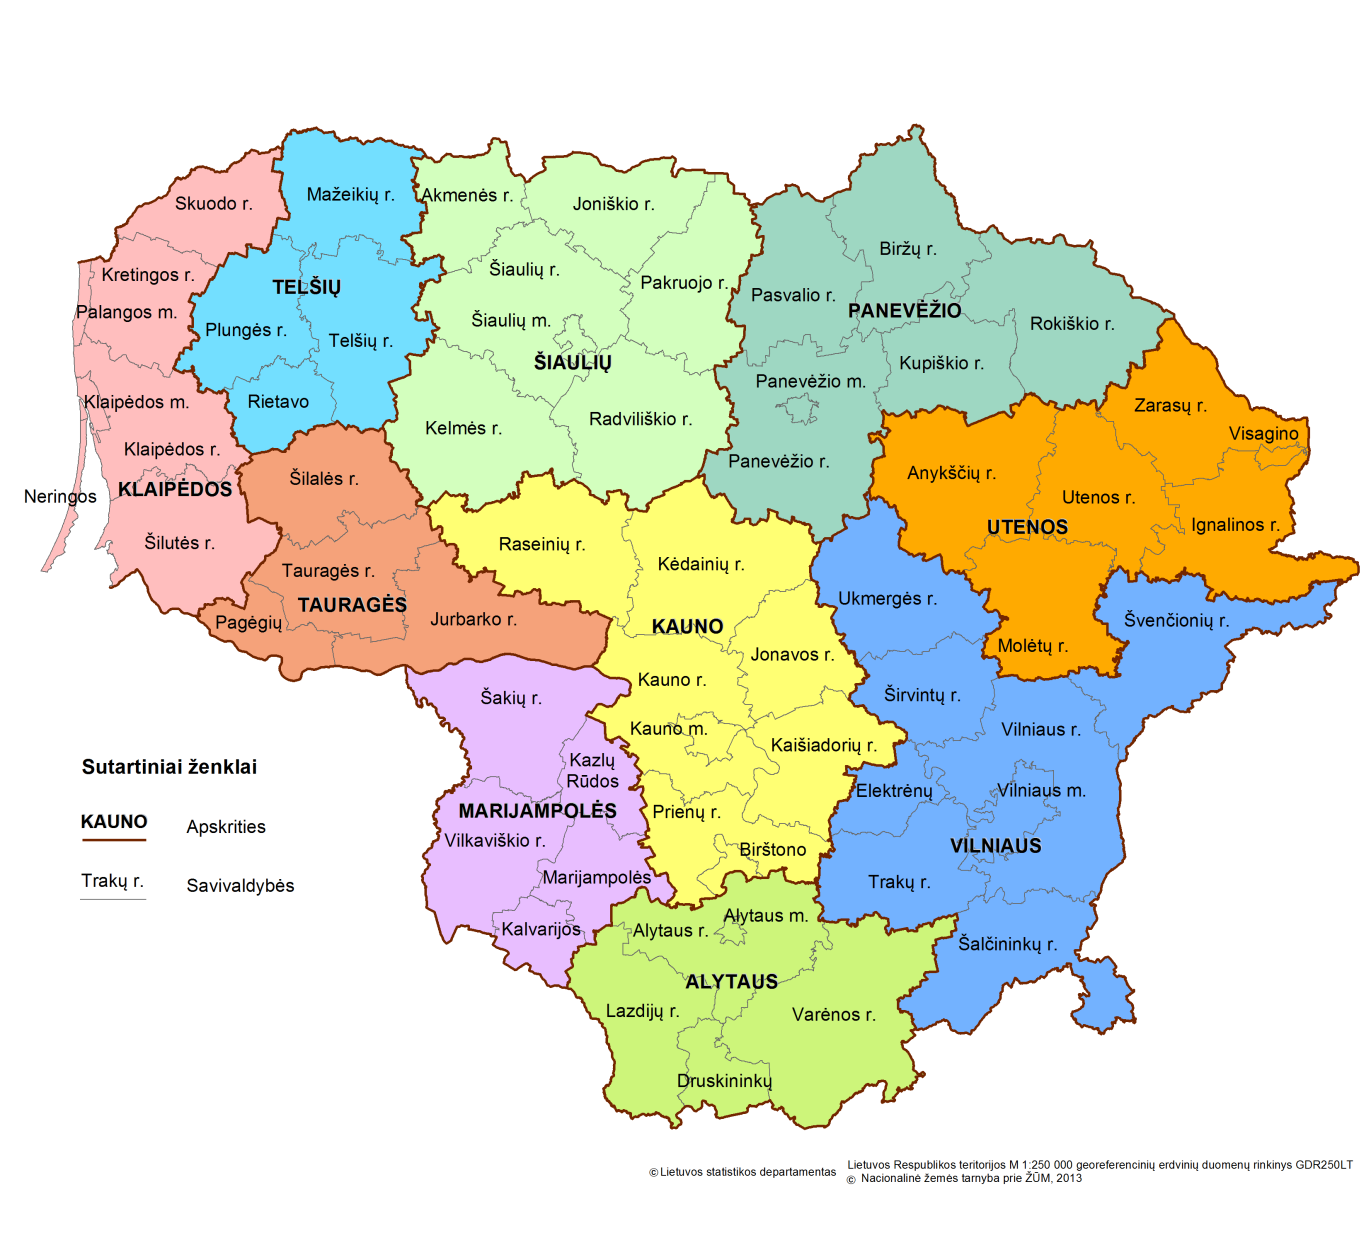 Skuodo r.
Mažeikių r.
Akmenės r.
Joniškio r.
Biržų r.
Kretingos r.
TELŠIŲ
Šiaulių r.
Pakruojo r.
Pasvalio r.
PANEVĖŽIO
Palangos m.
Plungės r.
Telšių r.
Šiaulių m.
Rokiškio r.
ŠIAULIŲ
Kupiškio r.
Panevėžio m.
Klaipėdos m.
Rietavo
Zarasų r.
Kelmės r.
Radviliškio r.
Visagino
Klaipėdos r.
Panevėžio r.
Anykščių r.
Šilalės r.
Neringos
KLAIPĖDOS
Utenos r.
UTENOS
Ignalinos r.
Šilutės r.
Raseinių r.
Kėdainių r.
Tauragės r.
TAURAGĖS
Ukmergės r.
Pagėgių
Jurbarko r.
KAUNO
Švenčionių r.
Molėtų r.
Jonavos r.
Kauno r.
Šakių r.
Širvintų r.
Kauno m.
Kaišiadorių r.
Vilniaus r.
Kazlų
Rūdos
Elektrėnų
Vilniaus m.
MARIJAMPOLĖS
Prienų r.
Vilkaviškio r.
Birštono
VILNIAUS
Marijampolės
Trakų r.
Kalvarijos
Alytaus r.
Alytaus m.
Šalčininkų r.
ALYTAUS
Lazdijų r.
Varėnos r.
Druskininkų
Sutartiniai ženklai
KAUNO
Apskrities
Trakų r.
Savivaldybės
© Lietuvos statistikos departamentas
Lietuvos Respublikos teritorijos M 1:250 000 georeferencinių erdvinių duomenų rinkinys GDR250LT
© Nacionalinė žemės tarnyba prie ŽŪM, 2013